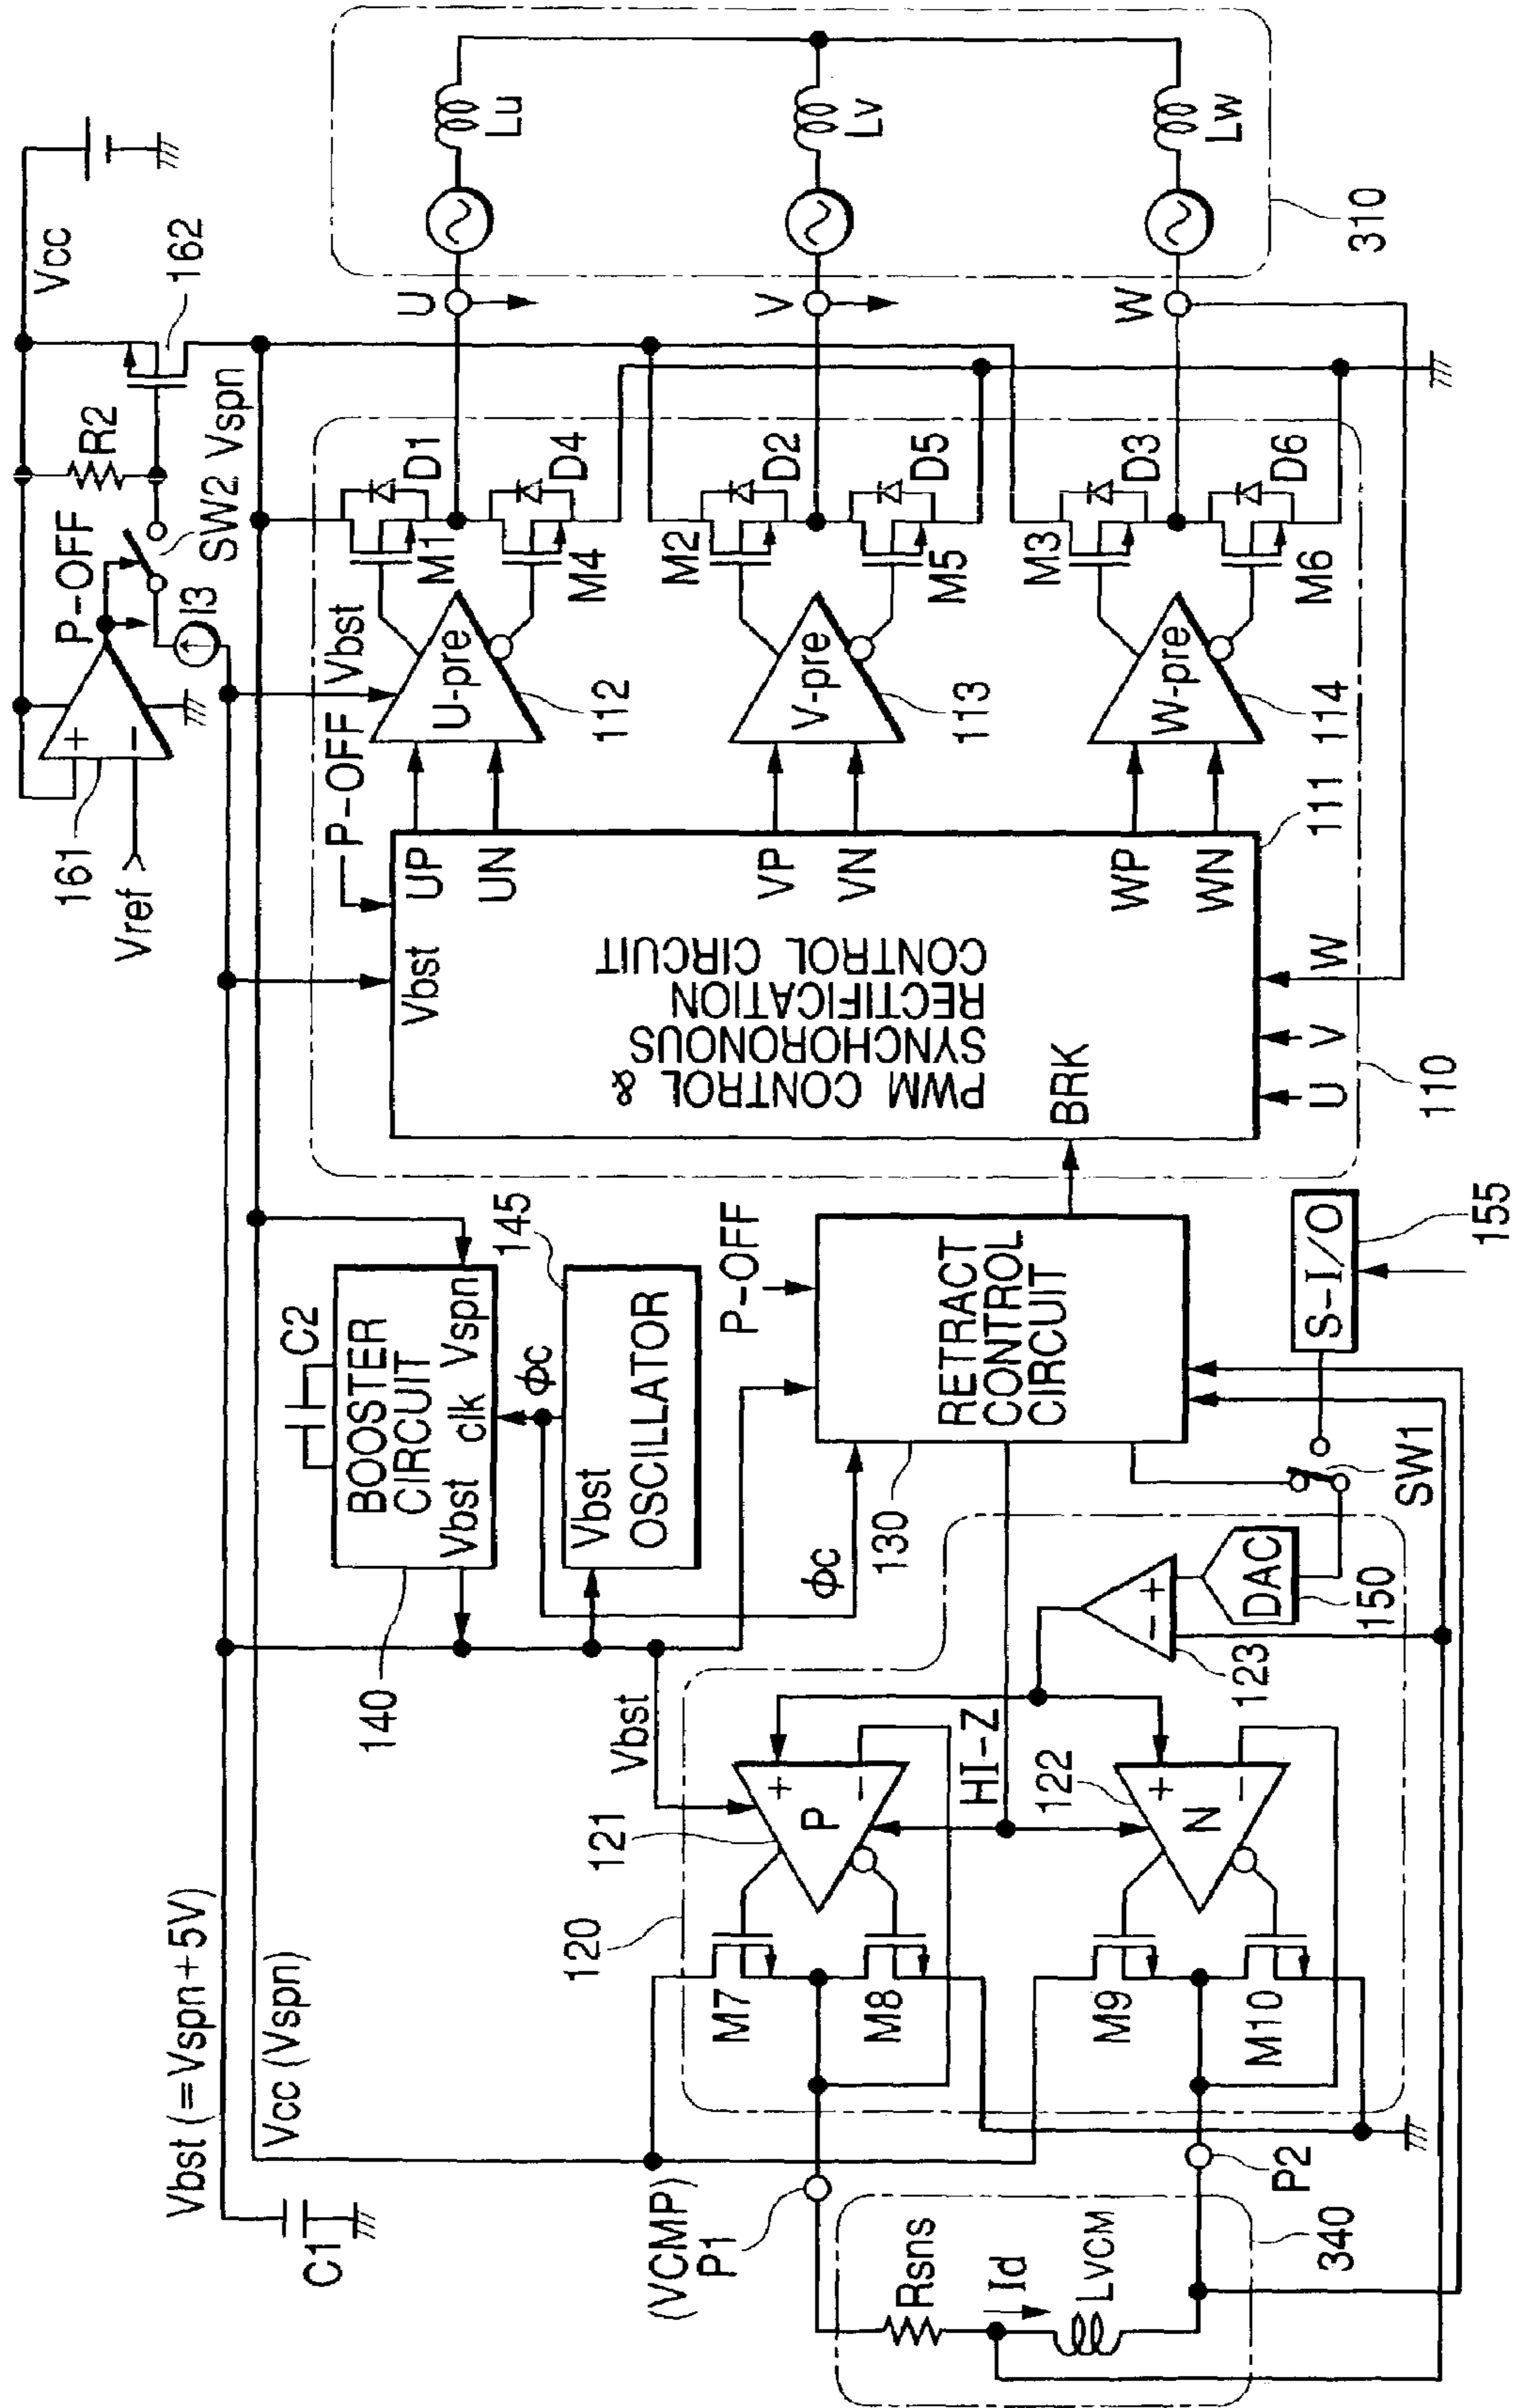 Vbst (=Vspn+5V)
Vcc (Vspn)
C1
140
BOOSTER
CIRCUIT
C2
Vbst
clk
Vspn
φc
145
Vbst
OSCILLATOR
161
Vref
+
−
P-OFF
I3
SW2
R2
Vspn
162
Vcc
Vbst
P-OFF
Vbst
UP
UN
VP
VN
WP
WN
PWM CONTROL &
SYNCHORONOUS
RECTIFICATION
CONTROL CIRCUIT
BRK
U
V
W
111
110
U-pre
112
V-pre
113
W-pre
114
M1
D1
M4
D4
M2
D2
M5
D5
M3
D3
M6
D6
U
V
W
Lu
Lv
Lw
310
P-OFF
φc
130
RETRACT
CONTROL
CIRCUIT
S-I/O
155
SW1
DAC
150
123
−
+
120
121
Vbst
P
+
−
HI-Z
122
N
+
−
M7
M8
M9
M10
(VCMP)
P1
P2
Rsns
Id
LVCM
340